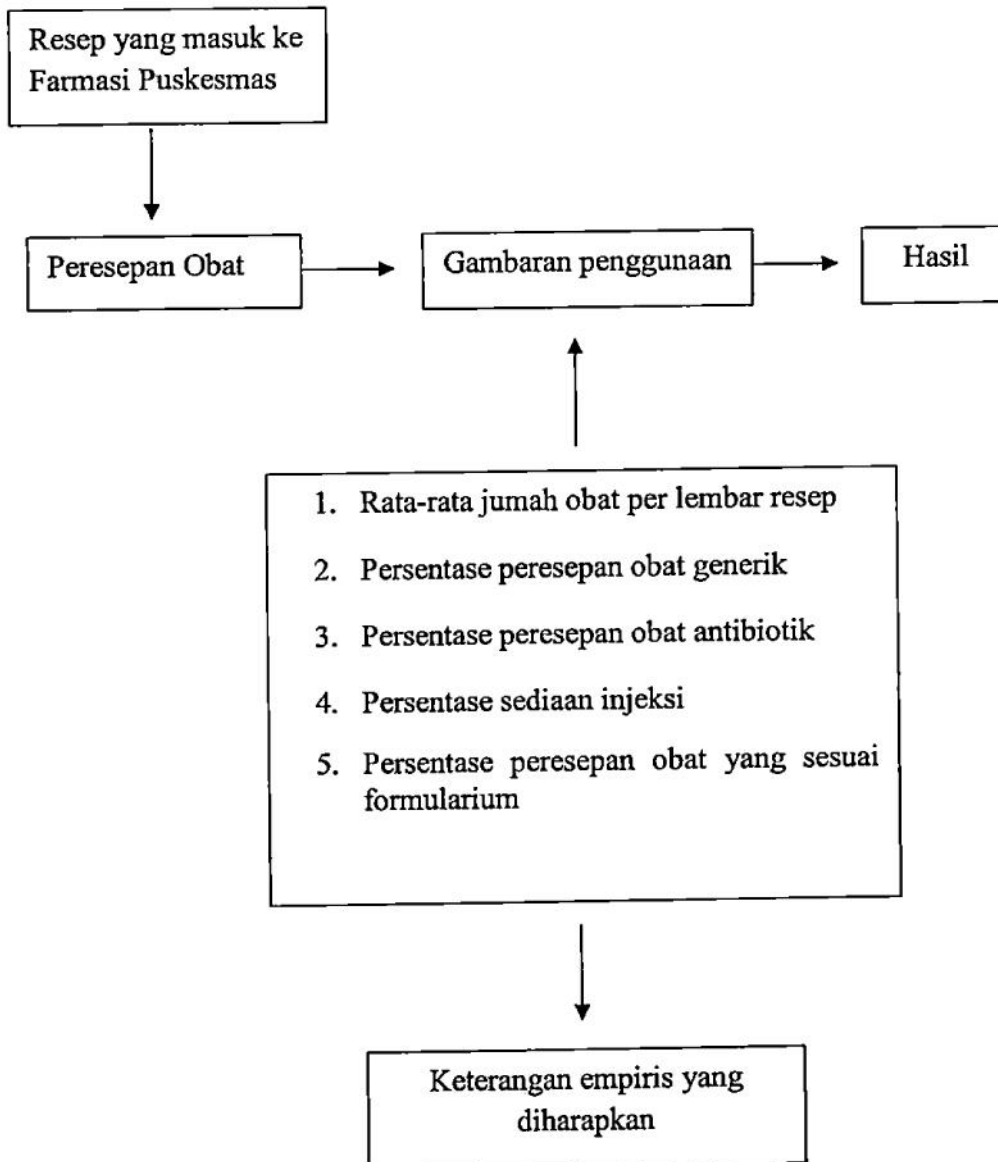 Resep yang masuk ke
Farmasi Puskesmas
Peresepan Obat
Gambaran penggunaan
Hasil
1. Rata-rata jumah obat per lembar resep
2. Persentase peresepan obat generik
3. Persentase peresepan obat antibiotik
4. Persentase sediaan injeksi
5. Persentase peresepan obat yang sesuai
formularium
Keterangan empiris yang
diharapkan